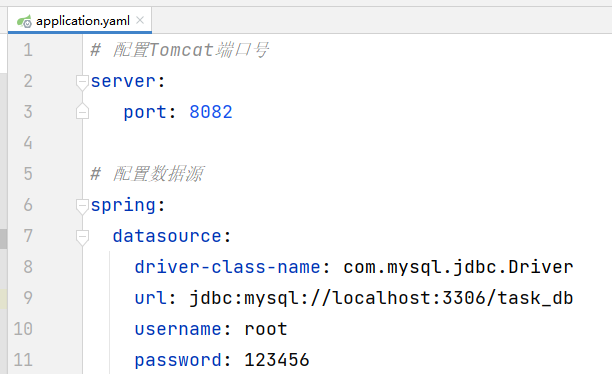 application.yaml
1 # 配置Tomcat端口号
2 server:
3 port: 8082
4
5 # 配置数据源
6 spring:
7 datasource:
8 driver-class-name: com.mysql.jdbc.Driver
9 url: jdbc:mysql://localhost:3306/task_db
10 username: root
11 password: 123456